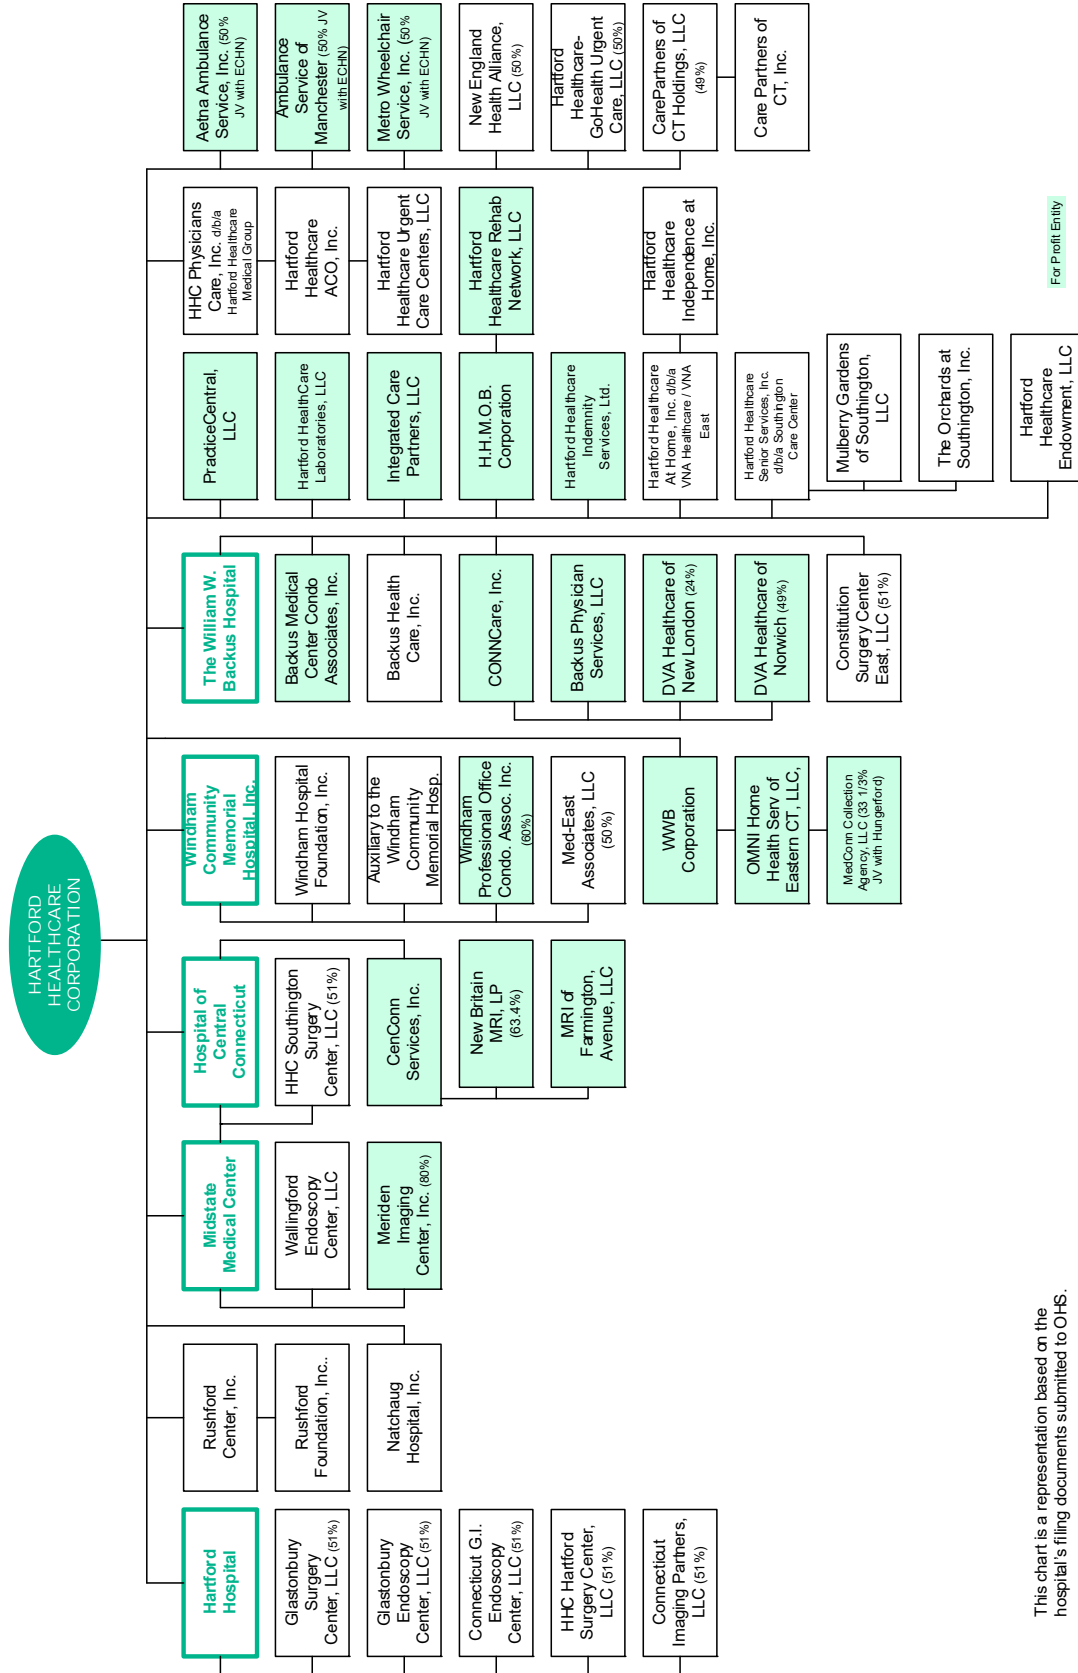 HARTFORD
HEALTHCARE
CORPORATION
Hartford
Hospital
Glastonbury
Surgery
Center, LLC (51%)
Glastonbury
Endoscopy
Center, LLC (51%)
Connecticut G.I.
Endoscopy
Center, LLC (51%)
HHC Hartford
Surgery Center,
LLC (51%)
Connecticut
Imaging Partners,
LLC (51%)
Rushford
Center, Inc.
Rushford
Foundation, Inc..
Natchaug
Hospital, Inc.
Midstate
Medical Center
Wallingford
Endoscopy
Center, LLC
Meriden
Imaging
Center, Inc. (80%)
Hospital of
Central
Connecticut
HHC Southington
Surgery
Center, LLC (51%)
CenConn
Services, Inc.
New Britain
MRI, LP
(63.4%)
MRI of
Farmington,
Avenue, LLC
Windham
Community
Memorial
Hospital, Inc.
Windham Hospital
Foundation, Inc.
Auxiliary to the
Windham
Community
Memorial Hosp.
Windham
Professional Office
Condo. Assoc. Inc.
(60%)
Med-East
Associates, LLC
(50%)
WWB
Corporation
OMNI Home
Health Serv of
Eastern CT, LLC,
MedConn Collection
Agency, LLC (33 1/3%
JV with Hungerford)
The William W.
Backus Hospital
Backus Medical
Center Condo
Associates, Inc.
Backus Health
Care, Inc.
CONNCare, Inc.
Backus Physician
Services, LLC
DVA Healthcare of
New London (24%)
DVA Healthcare of
Norwich (49%)
Constitution
Surgery Center
East, LLC (51%)
PracticeCentral,
LLC
Hartford HealthCare
Laboratories, LLC
Integrated Care
Partners, LLC
H.H.M.O.B.
Corporation
Hartford Healthcare
Indemnity
Services, Ltd.
Hartford Healthcare
At Home, Inc. d/b/a
VNA Healthcare / VNA
East
Hartford Healthcare
Senior Services, Inc.
d/b/a Southington
Care Center
Mulberry Gardens
of Southington,
LLC
The Orchards at
Southington, Inc.
Hartford
Healthcare
Endowment, LLC
HHC Physicians
Care, Inc. d/b/a
Hartford Healthcare
Medical Group
Hartford
Healthcare
ACO, Inc.
Hartford
Healthcare Urgent
Care Centers, LLC
Hartford
Healthcare Rehab
Network, LLC
Hartford
Healthcare
Independence at
Home, Inc.
Aetna Ambulance
Service, Inc. (50%
JV with ECHN)
Ambulance
Service of
Manchester (50% JV
with ECHN)
Metro Wheelchair
Service, Inc. (50%
JV with ECHN)
New England
Health Alliance,
LLC (50%)
Hartford
Healthcare-
GoHealth Urgent
Care, LLC (50%)
CarePartners of
CT Holdings, LLC
(49%)
Care Partners of
CT, Inc.
For Profit Entity
This chart is a representation based on the
hospital's filing documents submitted to OHS.